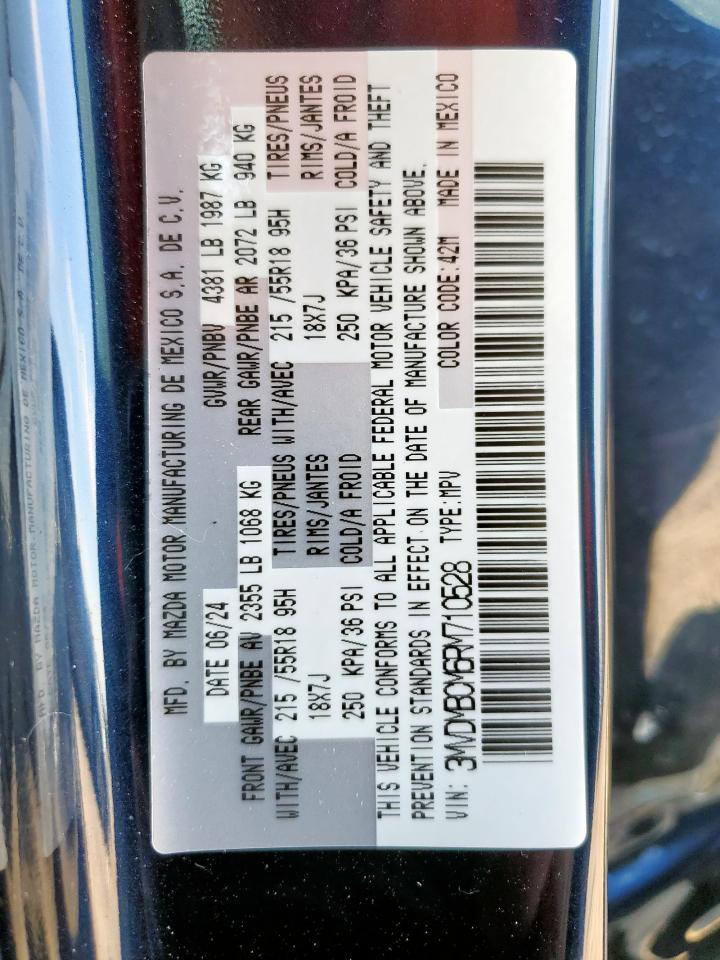 MFD. BY MAZDA MOTOR MANUFACTURING DE MEXICO S.A. DE C.V.
DATE 06/24 GVWR/PNBV 4381 LB 1987 KG
FRONT GAWR/PNBE AV 2355 LB 1068 KG REAR GAWR/PNBE AR 2072 LB 940 KG
WITH/AVEC 215 /55R18 95H TIRES/PNEUS WITH/AVEC 215 /55R18 95H TIRES/PNEUS
18X7J RIMS/JANTES 18X7J RIMS/JANTES
250 KPA/36 PSI COLD/A FROID 250 KPA/36 PSI COLD/A FROID
THIS VEHICLE CONFORMS TO ALL APPLICABLE FEDERAL MOTOR VEHICLE SAFETY AND THEFT
PREVENTION STANDARDS IN EFFECT ON THE DATE OF MANUFACTURE SHOWN ABOVE.
VIN: 3MVDMBCM6RM710528 TYPE:MPV COLOR CODE:42M MADE IN MEXICO